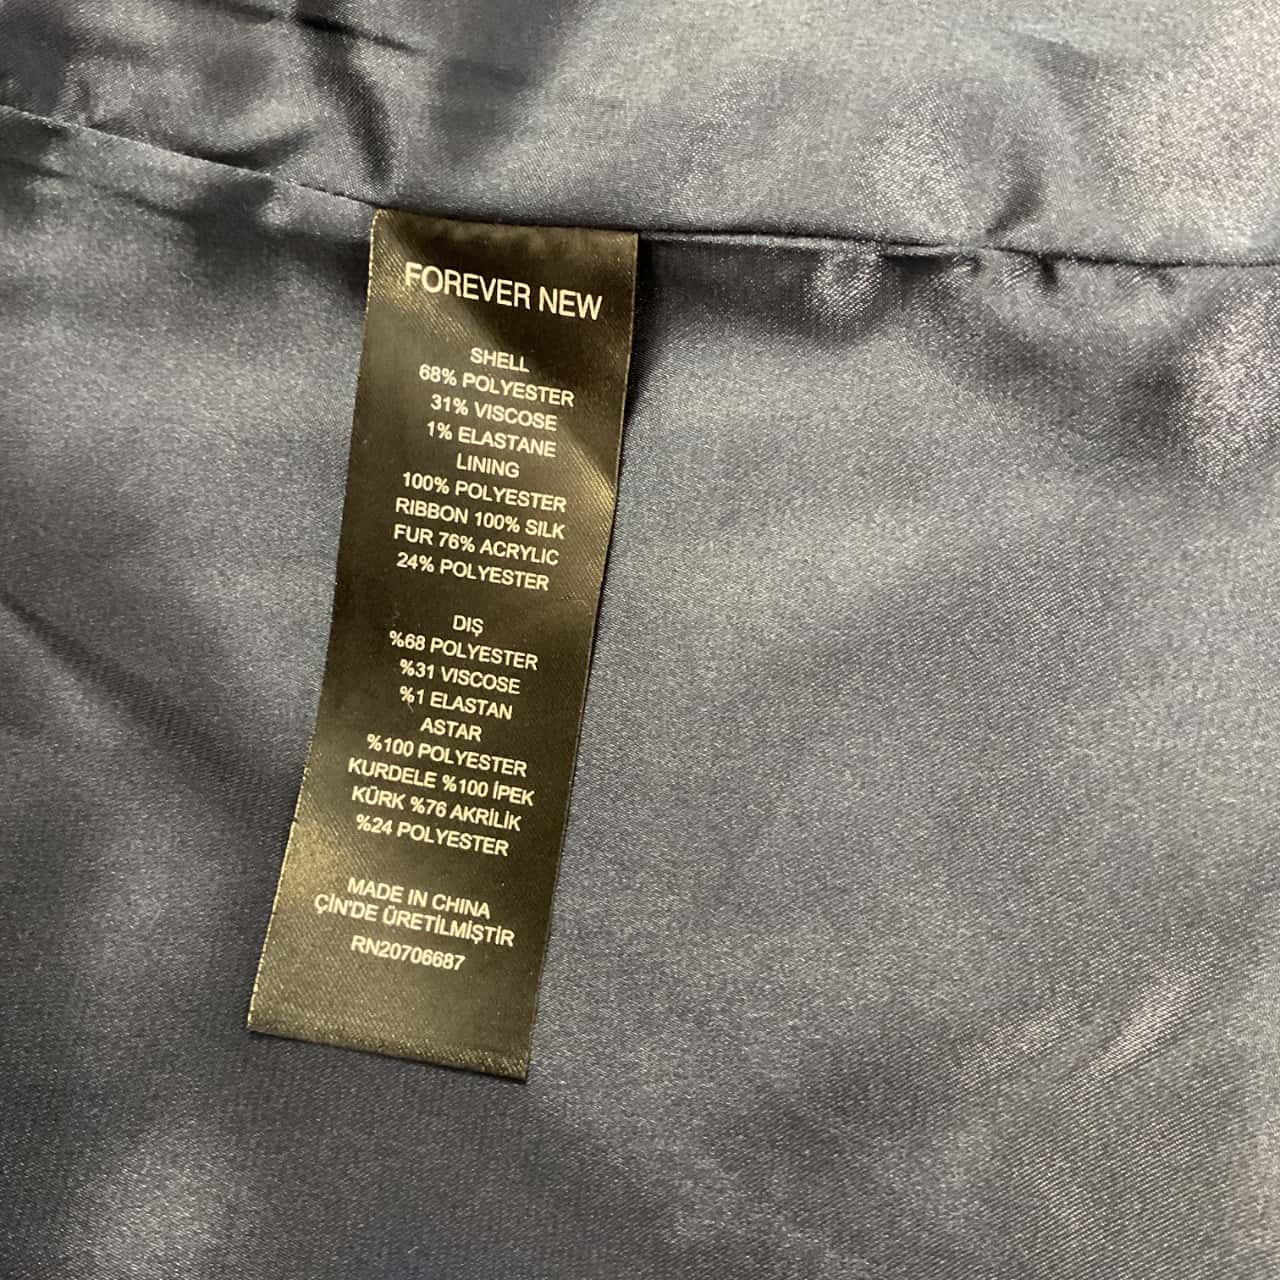 FOREVER NEW
SHELL
68% POLYESTER
31% VISCOSE
1% ELASTANE
LINING
100% POLYESTER
RIBBON 100% SILK
FUR 76% ACRYLIC
24% POLYESTER
DIŞ
%68 POLYESTER
%31 VISCOSE
%1 ELASTAN
ASTAR
%100 POLYESTER
KURDELE %100 İPEK
KÜRK %76 AKRİLİK
%24 POLYESTER
MADE IN CHINA
ÇİN'DE ÜRETİLMİŞTİR
RN20706687